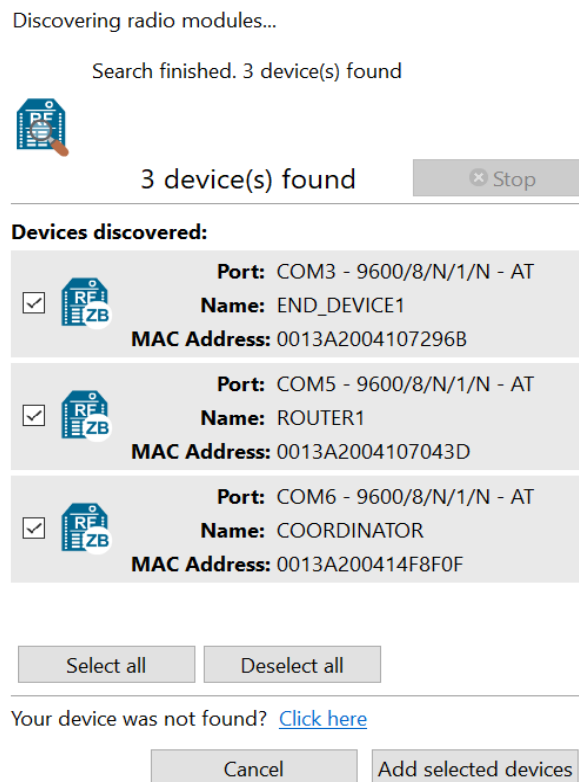 Discovering radio modules...
Search finished. 3 device(s) found
RF
3 device(s) found
Stop
Devices discovered:
RF
ZB
Port: COM3 - 9600/8/N/1/N - AT
Name: END_DEVICE1
MAC Address: 0013A2004107296B
RF
ZB
Port: COM5 - 9600/8/N/1/N - AT
Name: ROUTER1
MAC Address: 0013A2004107043D
RF
ZB
Port: COM6 - 9600/8/N/1/N - AT
Name: COORDINATOR
MAC Address: 0013A200414F8F0F
Select all Deselect all
Your device was not found? Click here
Cancel Add selected devices